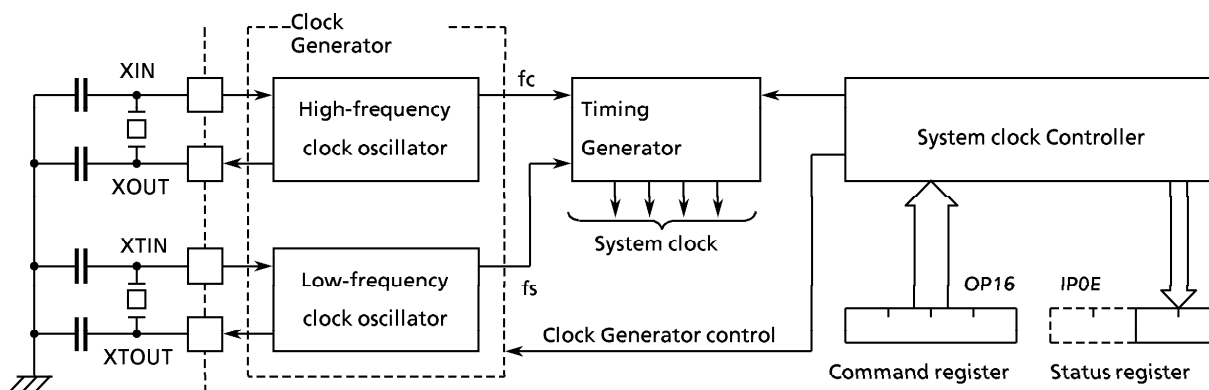 Clock
Generator
XIN
High-frequency
clock oscillator
XOUT
fc
Timing
Generator
System clock Controller
System clock
XTIN
Low-frequency
clock oscillator
XTOUT
fs
Clock Generator control
OP16
IP0E
Command register
Status register